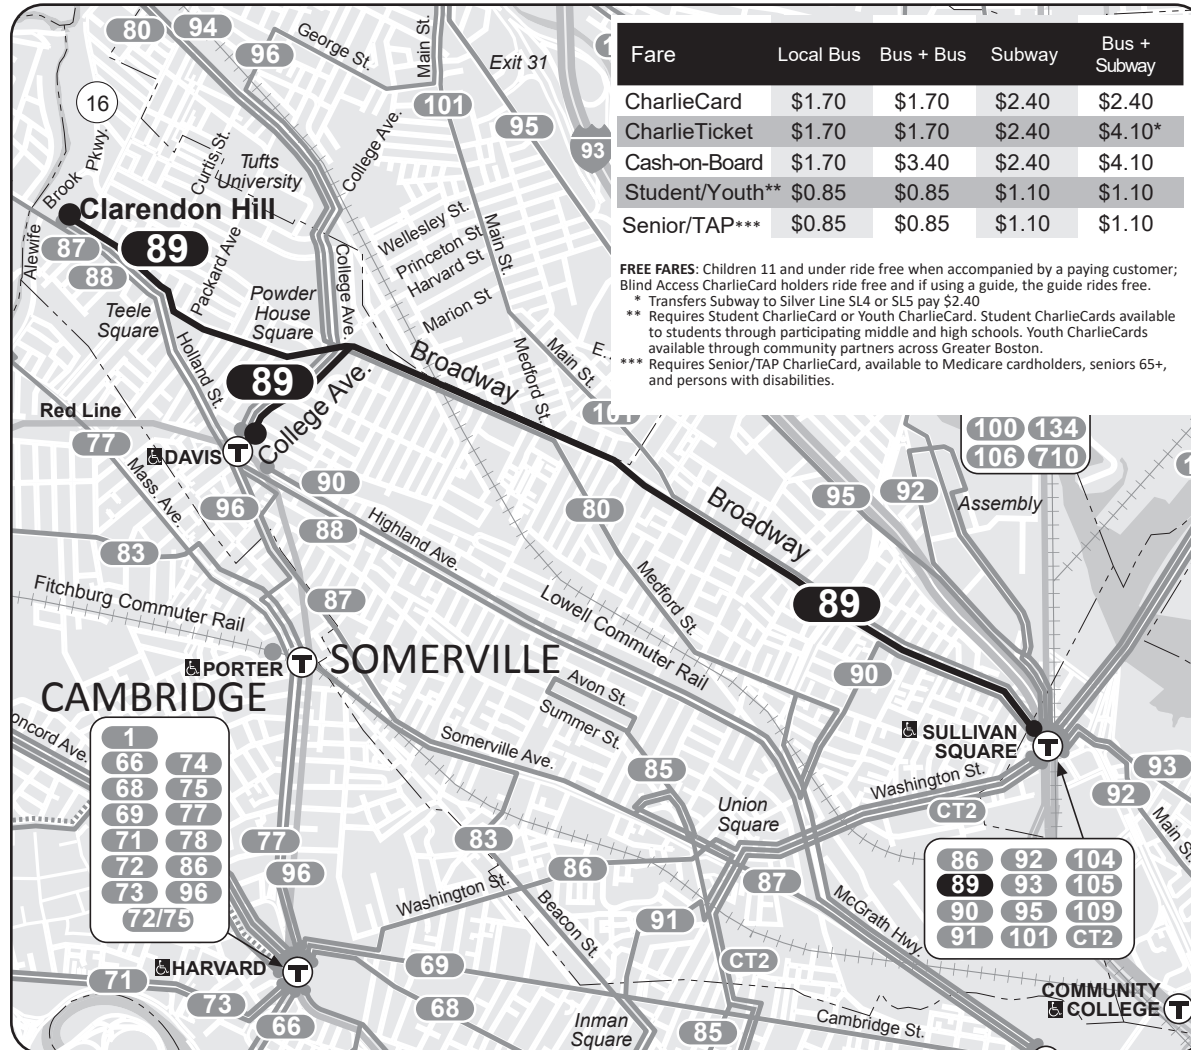 80
94
96
George St.
Main St.
Exit 31
16
101
95
93
Fare Local Bus Bus + Bus Subway Bus + Subway
CharlieCard $1.70 $1.70 $2.40 $2.40
CharlieTicket $1.70 $1.70 $2.40 $4.10*
Cash-on-Board $1.70 $3.40 $2.40 $4.10
Student/Youth** $0.85 $0.85 $1.10 $1.10
Senior/TAP*** $0.85 $0.85 $1.10 $1.10
FREE FARES: Children 11 and under ride free when accompanied by a paying customer;
Blind Access CharlieCard holders ride free and if using a guide, the guide rides free.
* Transfers Subway to Silver Line SL4 or SL5 pay $2.40
** Requires Student CharlieCard or Youth CharlieCard. Student CharlieCards available
to students through participating middle and high schools. Youth CharlieCards
available through community partners across Greater Boston.
*** Requires Senior/TAP CharlieCard, available to Medicare cardholders, seniors 65+,
and persons with disabilities.
Alewife Brook Pkwy.
Curtis St.
Tufts
University
College Ave.
Clarendon Hill
87
89
88
Packard Ave
Wellesley St.
Princeton St.
Harvard St
Marion St
Main St.
Teele
Square
Powder
House
Square
College Ave.
Holland St.
89
Broadway
Medford St.
Main St.
E.
101
Red Line
77
DAVIS
College Ave.
Mass. Ave.
96
90
88
Highland Ave.
80
Broadway
95
92
100 134
106 710
Assembly
83
Fitchburg Commuter Rail
87
Lowell Commuter Rail
Medford St.
89
90
PORTER
SOMERVILLE
CAMBRIDGE
oncord Ave.
1
66 74
68 75
69 77
71 78
72 86
73 96
72/75
77
96
Avon St.
Summer St.
Somerville Ave.
85
83
86
Union
Square
87
Washington St.
CT2
SULLIVAN
SQUARE
93
92
Main St.
86 92 104
89 93 105
90 95 109
91 101 CT2
Washington St.
Beacon St.
91
CT2
McGrath Hwy.
71
HARVARD
73
66
69
68
Inman
Square
85
Cambridge St.
COMMUNITY
COLLEGE